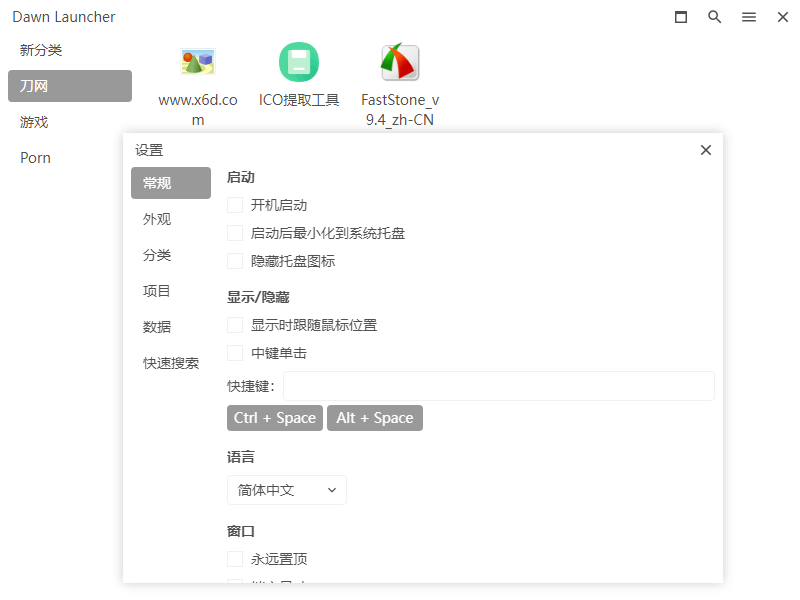 Dawn Launcher
新分类
刀网
游戏
Porn
www.x6d.co
m
ICO提取工具
FastStone_v
9.4_zh-CN
设置
常规
外观
分类
项目
数据
快速搜索
启动
开机启动
启动后最小化到系统托盘
隐藏托盘图标
显示/隐藏
显示时跟随鼠标位置
中键单击
快捷键：
Ctrl + Space
Alt + Space
语言
简体中文
窗口
永远置顶